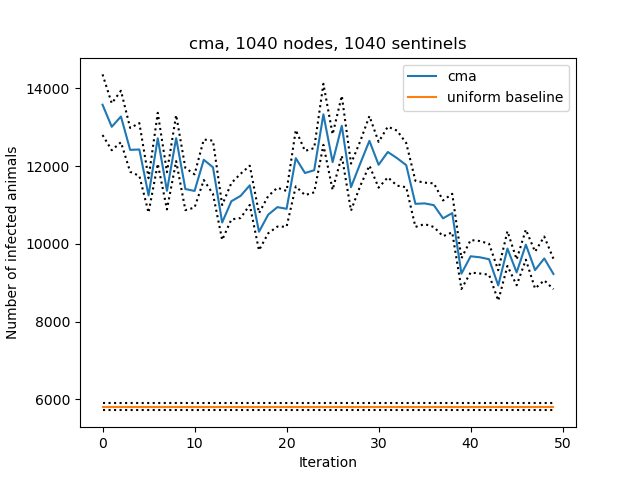 cma, 1040 nodes, 1040 sentinels
cma
uniform baseline
Number of infected animals
14000
12000
10000
8000
6000
0 10 20 30 40 50
Iteration